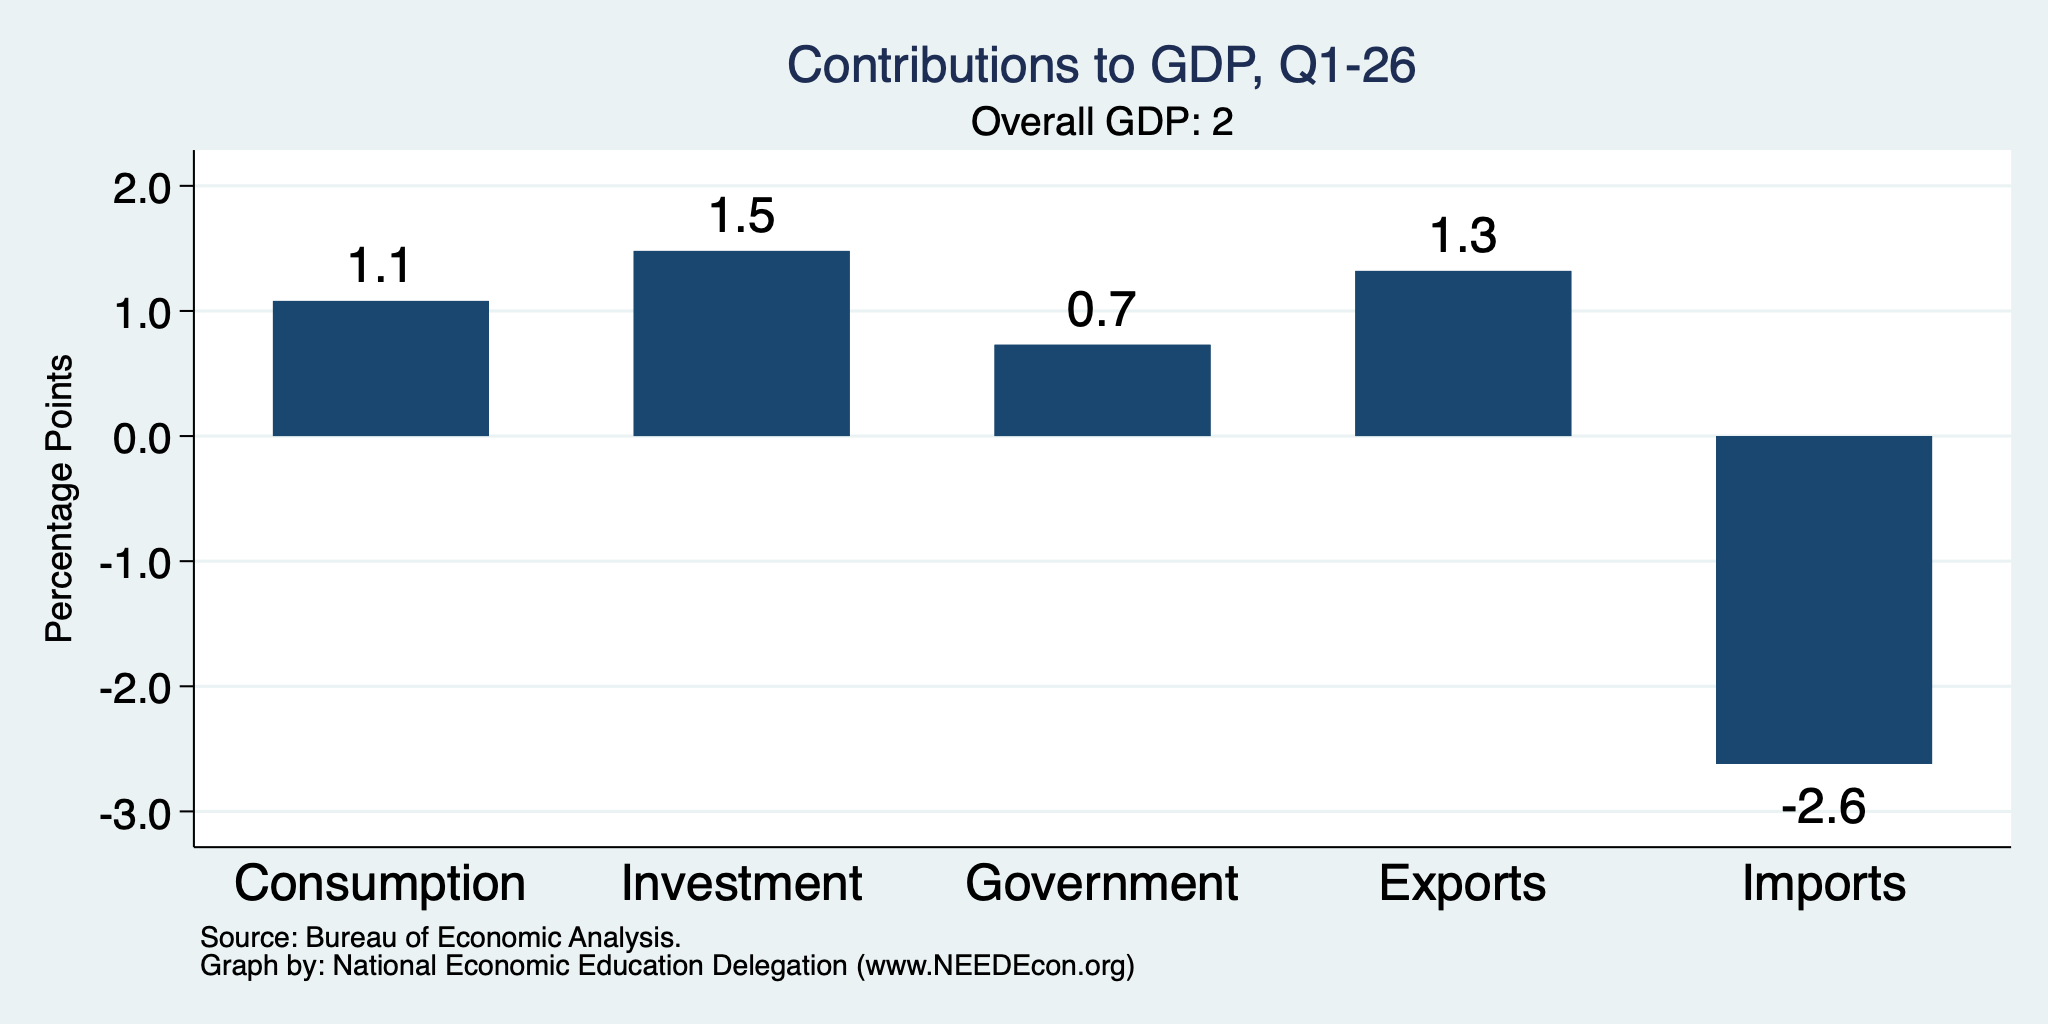 Contributions to GDP, Q1-26
Overall GDP: 2
Percentage Points
2.0
1.0
0.0
-1.0
-2.0
-3.0
1.1
1.5
0.7
1.3
-2.6
Consumption
Investment
Government
Exports
Imports
Source: Bureau of Economic Analysis.
Graph by: National Economic Education Delegation (www.NEEDEcon.org)